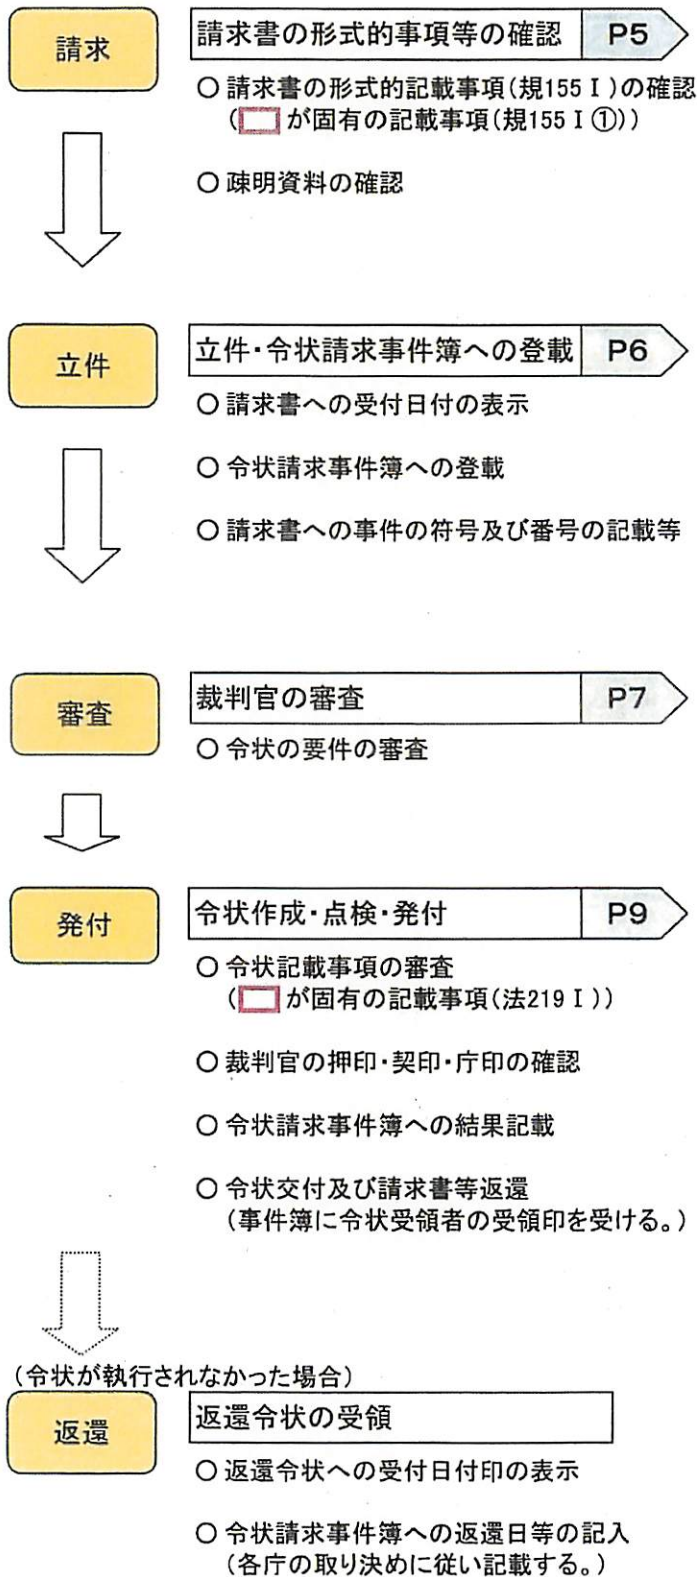 請求
請求書の形式的事項等の確認 P5
○ 請求書の形式的記載事項(規155Ⅰ)の確認
(が固有の記載事項(規155Ⅰ①))
○ 疎明資料の確認
立件
立件・令状請求事件簿への登載 P6
○ 請求書への受付日付の表示
○ 令状請求事件簿への登載
○ 請求書への事件の符号及び番号の記載等
審査
裁判官の審査 P7
○ 令状の要件の審査
発付
令状作成・点検・発付 P9
○ 令状記載事項の審査
(が固有の記載事項(法219Ⅰ))
○ 裁判官の押印・契印・庁印の確認
○ 令状請求事件簿への結果記載
○ 令状交付及び請求書等返還
(事件簿に令状受領者の受領印を受ける。)
(令状が執行されなかった場合)
返還
返還令状の受領
○ 返還令状への受付日付印の表示
○ 令状請求事件簿への返還日等の記入
(各庁の取り決めに従い記載する。)